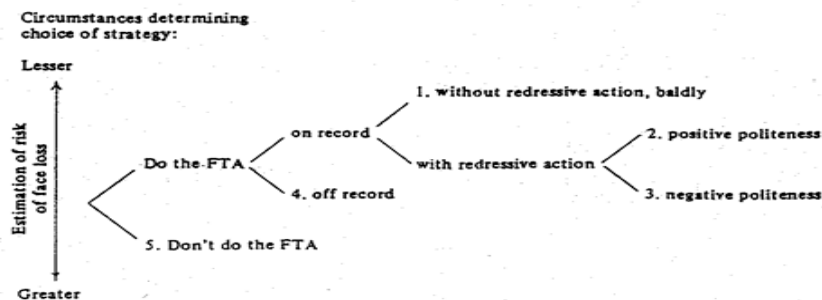 Circumstances determining
choice of strategy:
Lesser
1. without redressive action, baldly
on record
2. positive politeness
Do the FTA
with redressive action
4. off record
3. negative politeness
Estimation of risk
of face loss
5. Don't do the FTA
Greater